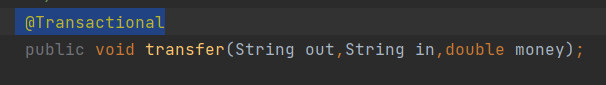 @Transactional
public void transfer(String out,String in,double money);